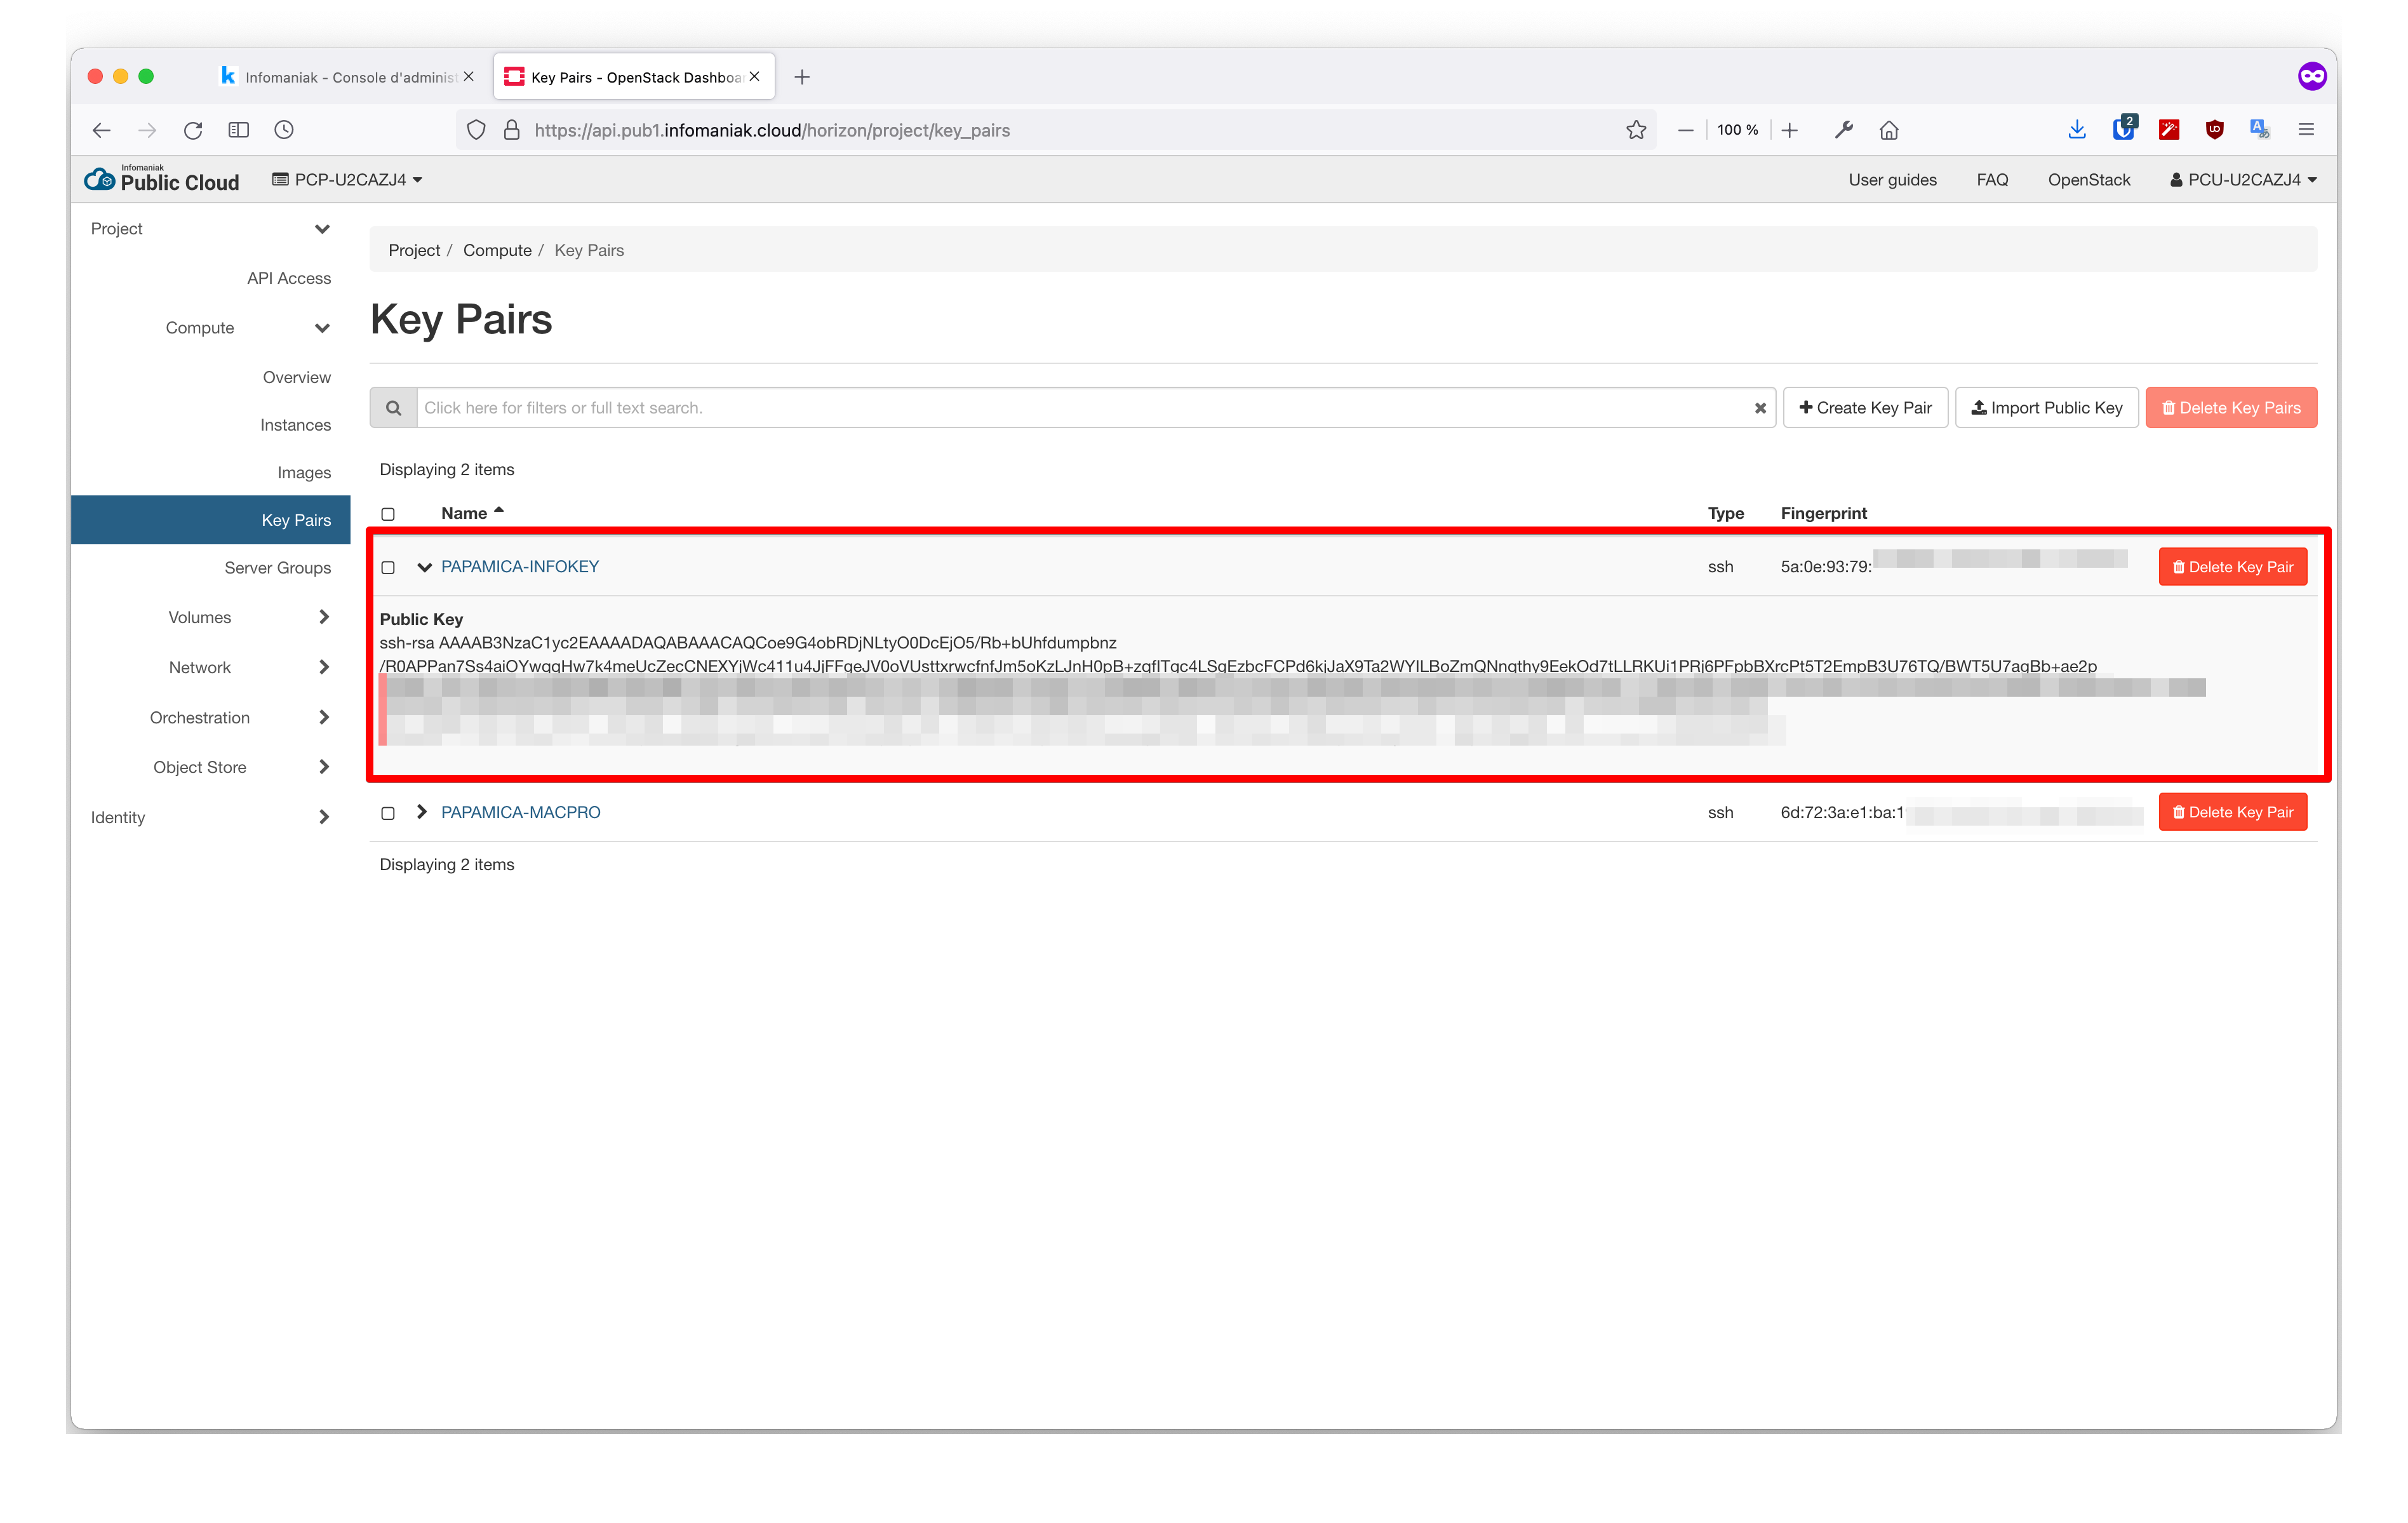 Infomaniak - Console d'administ
Key Pairs - OpenStack Dashboar
https://api.pub1.infomaniak.cloud/horizon/project/key_pairs
100 %
2
Infomaniak
Public Cloud
PCP-U2CAZJ4
User guides
FAQ
OpenStack
PCU-U2CAZJ4
Project
API Access
Compute
Overview
Instances
Images
Key Pairs
Server Groups
Volumes
Network
Orchestration
Object Store
Identity
Project / Compute / Key Pairs
Key Pairs
Click here for filters or full text search.
Create Key Pair
Import Public Key
Delete Key Pairs
Displaying 2 items
Name Type Fingerprint
PAPAMICA-INFOKEY ssh 5a:0e:93:79: Delete Key Pair
Public Key
ssh-rsa AAAAB3NzaC1yc2EAAAADAQABAAACAQCoe9G4obRDjNLtyO0DcEjO5/Rb+bUhfdumpbnz
/R0APPan7Ss4aiOYwqqHw7k4meUcZecCNEXYjWc411u4JjFFqeJV0oVUsttxrwcfnfJm5oKzLJnH0pB+zqfITqc4LSgEzbcFCPd6kjJaX9Ta2WYILBoZmQNnqthy9EekOd7tLLRKUi1PRj6PFpbBXrcPt5T2EmpB3U76TQ/BWT5U7aqBb+ae2p
PAPAMICA-MACPRO ssh 6d:72:3a:e1:ba:1 Delete Key Pair
Displaying 2 items